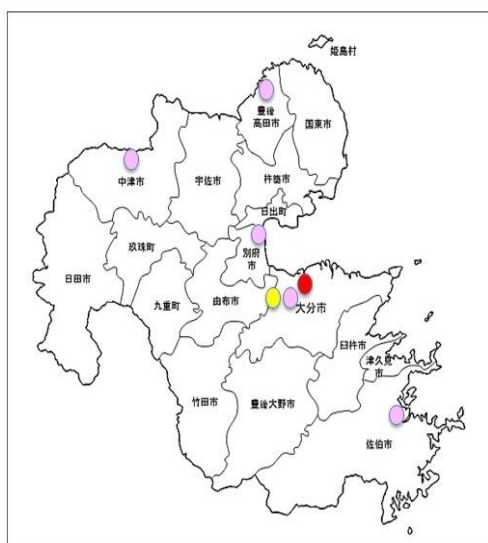 姫島村
豊後
高田市
国東市
中津市
宇佐市
杵築市
日出町
玖珠町
別府
市
日田市
九重町
由布市
大分市
臼杵市
津久見
市
竹田市
豊後大野市
佐伯市